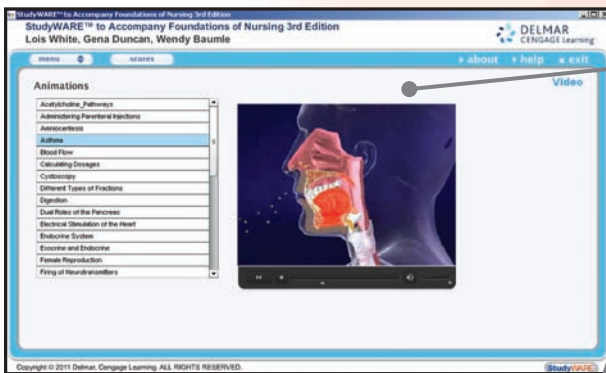 StudyWARE™ to Accompany Foundations of Nursing 3rd Edition
StudyWARE™ to Accompany Foundations of Nursing 3rd Edition
Lois White, Gena Duncan, Wendy Baumle
DELMAR
CENGAGE Learning
menu
scores
about
help
x exit
Animations
Video
Acetylcholine_Pathways
Administering Parenteral Injections
Amniocentesis
Asthma
Blood Flow
Calculating Dosages
Cystoscopy
Different Types of Fractions
Digestion
Dual Roles of the Pancreas
Electrical Stimulation of the Heart
Endocrine System
Exocrine and Endocrine
Female Reproduction
Firing of Neurotransmitters
Copyright © 2011 Delmar, Cengage Learning. ALL RIGHTS RESERVED.
StudyWARE